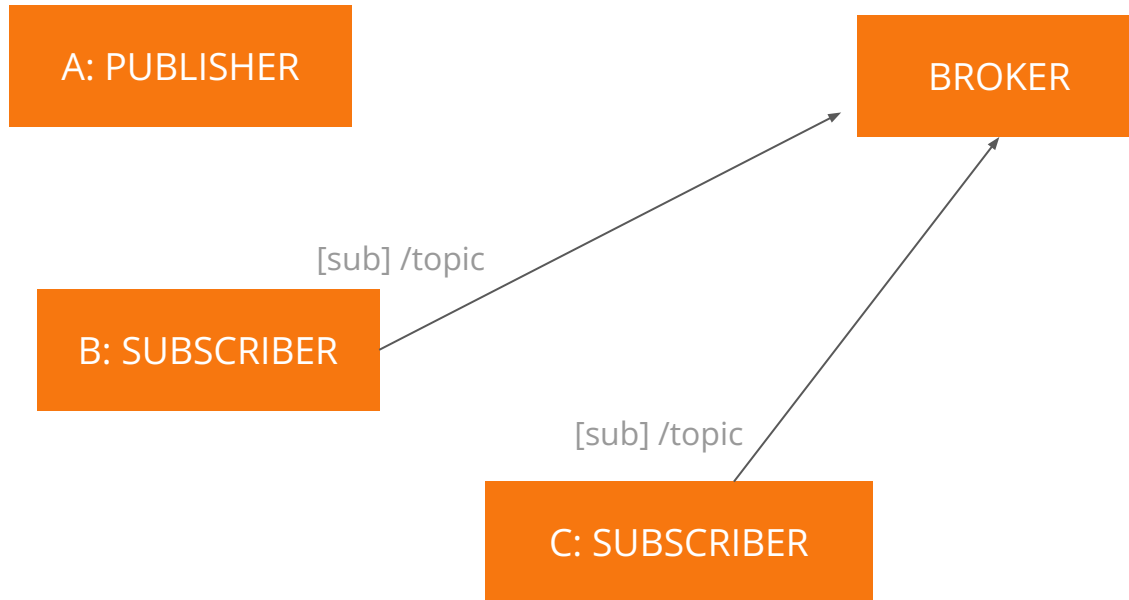 A: PUBLISHER
BROKER
[sub] /topic
B: SUBSCRIBER
[sub] /topic
C: SUBSCRIBER